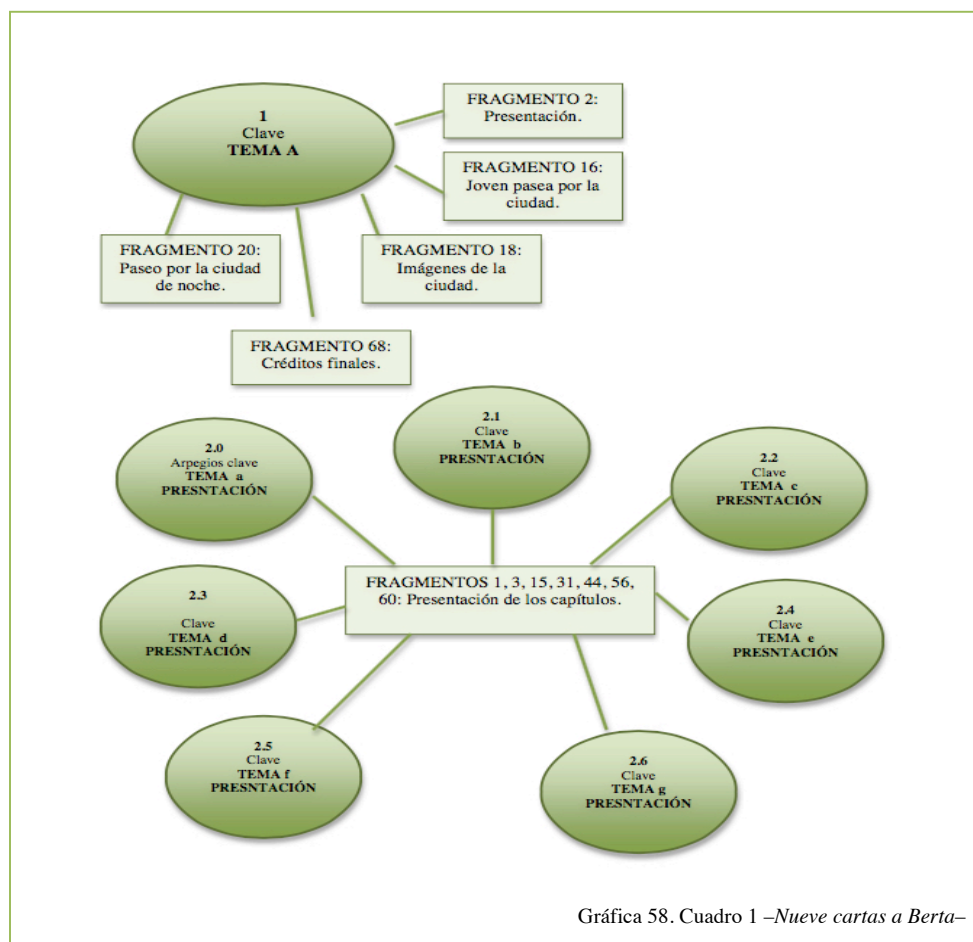 1
Clave
TEMA A
FRAGMENTO 2:
Presentación.
FRAGMENTO 16:
Joven pasea por la
ciudad.
FRAGMENTO 20:
Paseo por la ciudad
de noche.
FRAGMENTO 18:
Imágenes de la
ciudad.
FRAGMENTO 68:
Créditos finales.
2.0
Arpegios clave
TEMA a
PRESNTACIÓN
2.1
Clave
TEMA b
PRESNTACIÓN
2.2
Clave
TEMA c
PRESNTACIÓN
FRAGMENTOS 1, 3, 15, 31, 44, 56,
60: Presentación de los capítulos.
2.3
Clave
TEMA d
PRESNTACIÓN
2.4
Clave
TEMA e
PRESNTACIÓN
2.5
Clave
TEMA f
PRESNTACIÓN
2.6
Clave
TEMA g
PRESNTACIÓN
Gráfica 58. Cuadro 1 –Nueve cartas a Berta–